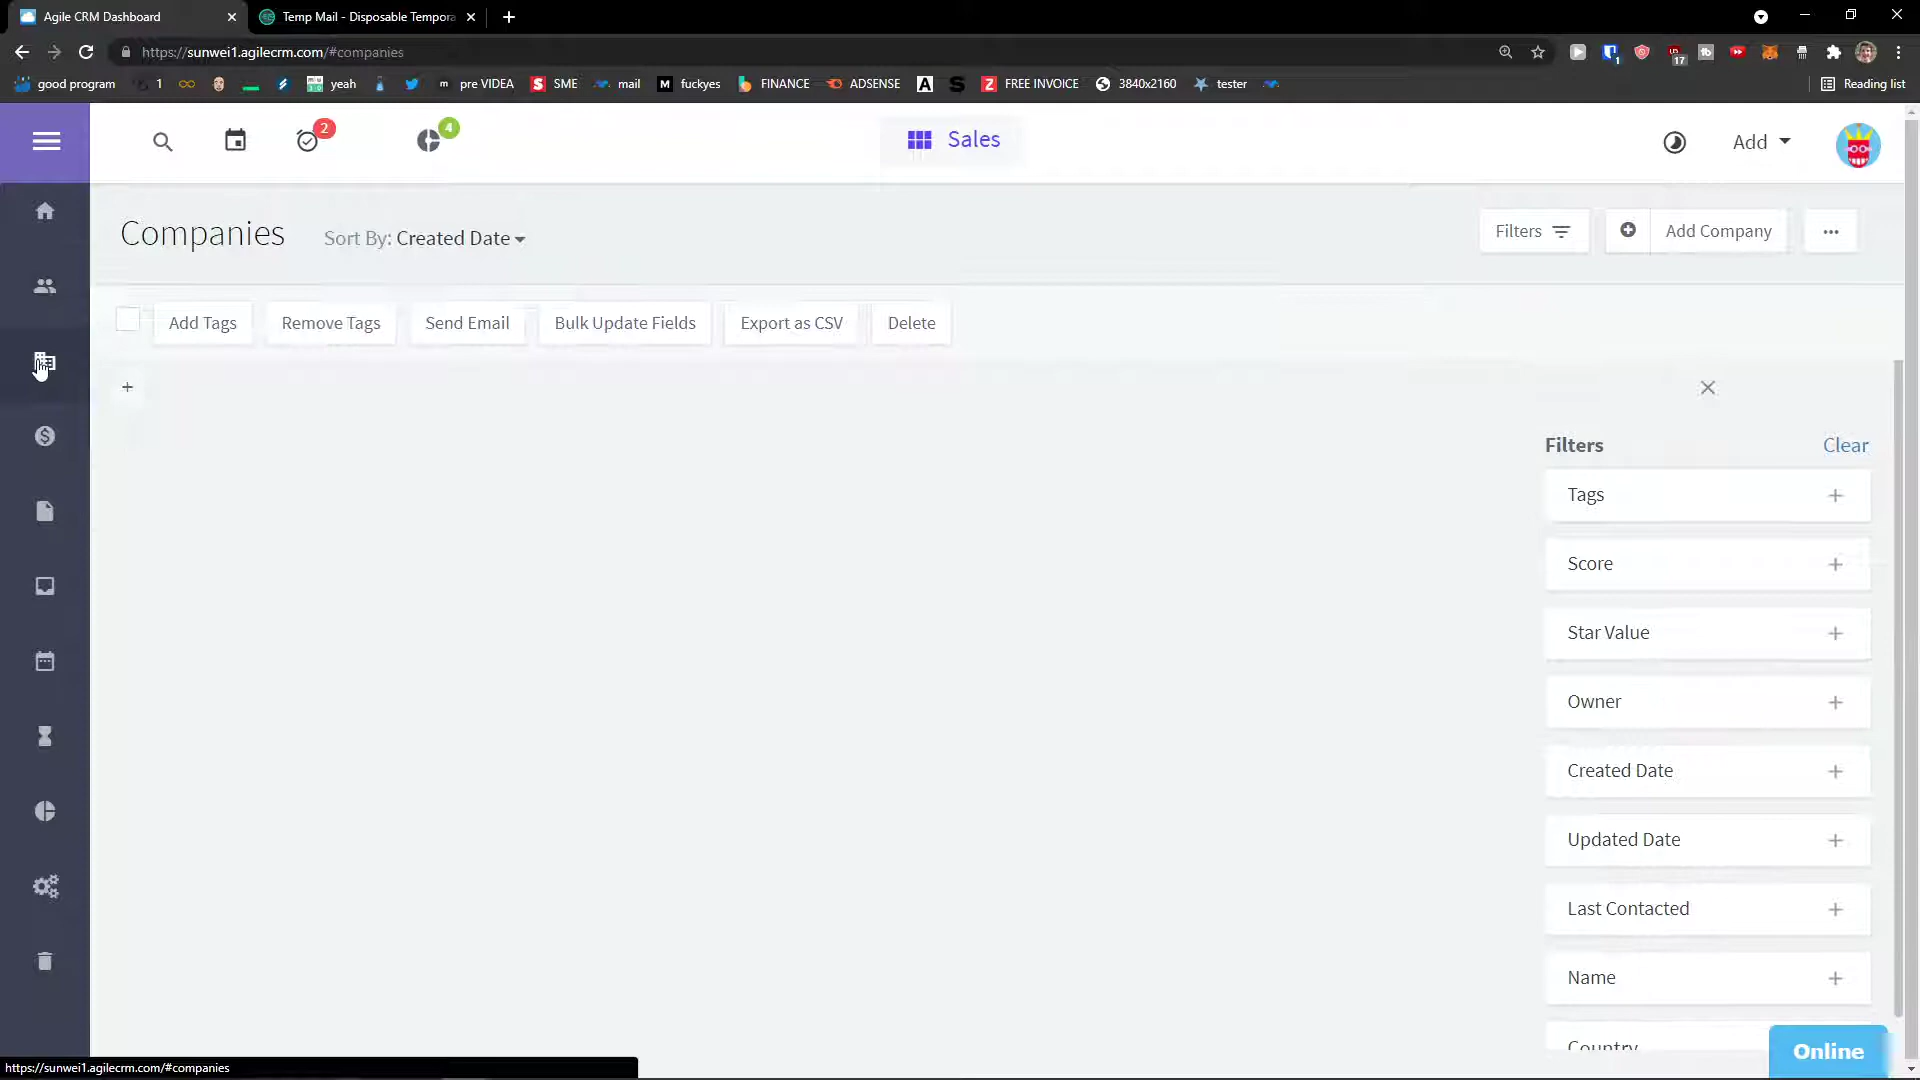 Agile CRM Dashboard
Temp Mail - Disposable Tempora
https://sunwei1.agilecrm.com/#companies
1
17
good program
1
yeah
pre VIDEA
SME
mail
fuckyes
FINANCE
ADSENSE
FREE INVOICE
3840x2160
tester
Reading list
2
4
Sales
Add
Companies
Sort By: Created Date
Filters
Add Company
Add Tags
Remove Tags
Send Email
Bulk Update Fields
Export as CSV
Delete
Filters
Clear
Tags
Score
Star Value
Owner
Created Date
Updated Date
Last Contacted
Name
Country
Online
https://sunwei1.agilecrm.com/#companies